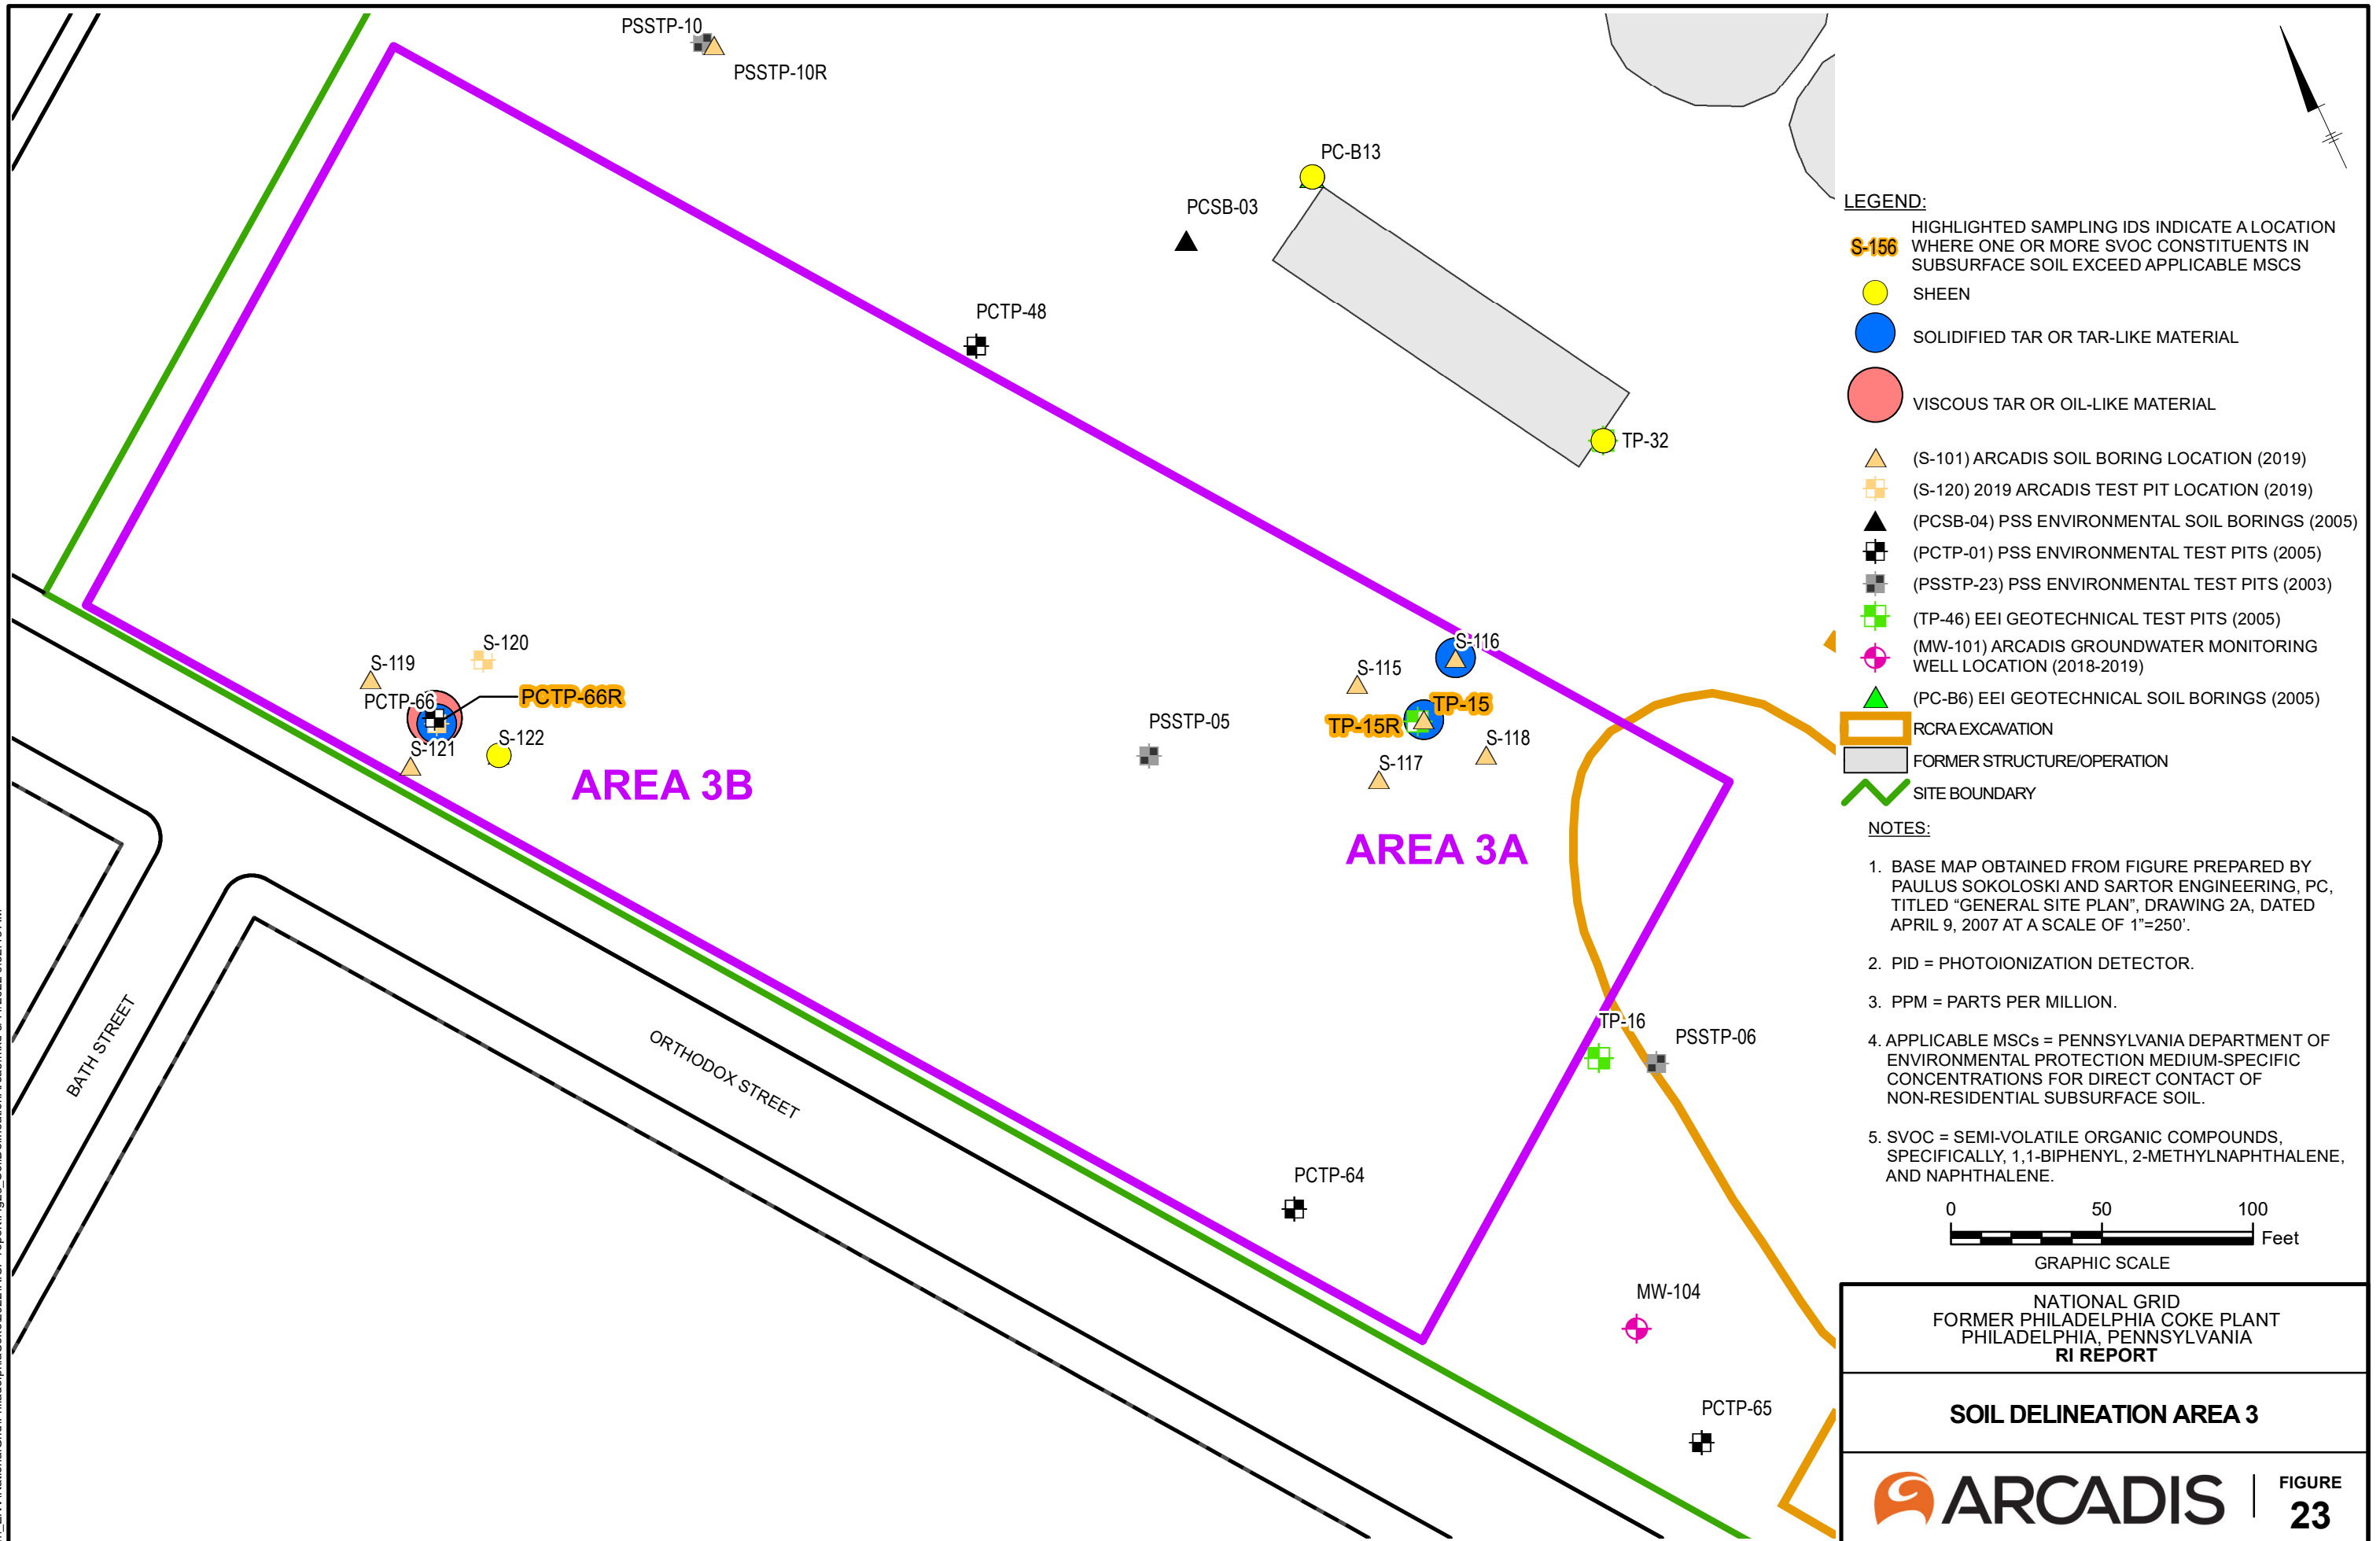 PSSTP-10
PSSTP-10R
PC-B13
PCSB-03
PCTP-48
TP-32
S-116
S-115
TP-15
TP-15R
S-118
S-117
PSSTP-05
S-120
S-119
PCTP-66R
PCTP-66
S-122
S-121
AREA 3B
AREA 3A
TP-16
PSSTP-06
BATH STREET
ORTHODOX STREET
PCTP-64
MW-104
PCTP-65
LEGEND:
S-156
HIGHLIGHTED SAMPLING IDS INDICATE A LOCATION
WHERE ONE OR MORE SVOC CONSTITUENTS IN
SUBSURFACE SOIL EXCEED APPLICABLE MSCS
SHEEN
SOLIDIFIED TAR OR TAR-LIKE MATERIAL
VISCOUS TAR OR OIL-LIKE MATERIAL
(S-101) ARCADIS SOIL BORING LOCATION (2019)
(S-120) 2019 ARCADIS TEST PIT LOCATION (2019)
(PCSB-04) PSS ENVIRONMENTAL SOIL BORINGS (2005)
(PCTP-01) PSS ENVIRONMENTAL TEST PITS (2005)
(PSSTP-23) PSS ENVIRONMENTAL TEST PITS (2003)
(TP-46) EEI GEOTECHNICAL TEST PITS (2005)
(MW-101) ARCADIS GROUNDWATER MONITORING
WELL LOCATION (2018-2019)
(PC-B6) EEI GEOTECHNICAL SOIL BORINGS (2005)
RCRA EXCAVATION
FORMER STRUCTURE/OPERATION
SITE BOUNDARY
NOTES:
1. BASE MAP OBTAINED FROM FIGURE PREPARED BY
PAULUS SOKOLOSKI AND SARTOR ENGINEERING, PC,
TITLED “GENERAL SITE PLAN”, DRAWING 2A, DATED
APRIL 9, 2007 AT A SCALE OF 1”=250’.
2. PID = PHOTOIONIZATION DETECTOR.
3. PPM = PARTS PER MILLION.
4. APPLICABLE MSCs = PENNSYLVANIA DEPARTMENT OF
ENVIRONMENTAL PROTECTION MEDIUM-SPECIFIC
CONCENTRATIONS FOR DIRECT CONTACT OF
NON-RESIDENTIAL SUBSURFACE SOIL.
5. SVOC = SEMI-VOLATILE ORGANIC COMPOUNDS,
SPECIFICALLY, 1,1-BIPHENYL, 2-METHYLNAPHTHALENE,
AND NAPHTHALENE.
0 50 100
Feet
GRAPHIC SCALE
NATIONAL GRID
FORMER PHILADELPHIA COKE PLANT
PHILADELPHIA, PENNSYLVANIA
RI REPORT
SOIL DELINEATION AREA 3
ARCADIS
FIGURE
23